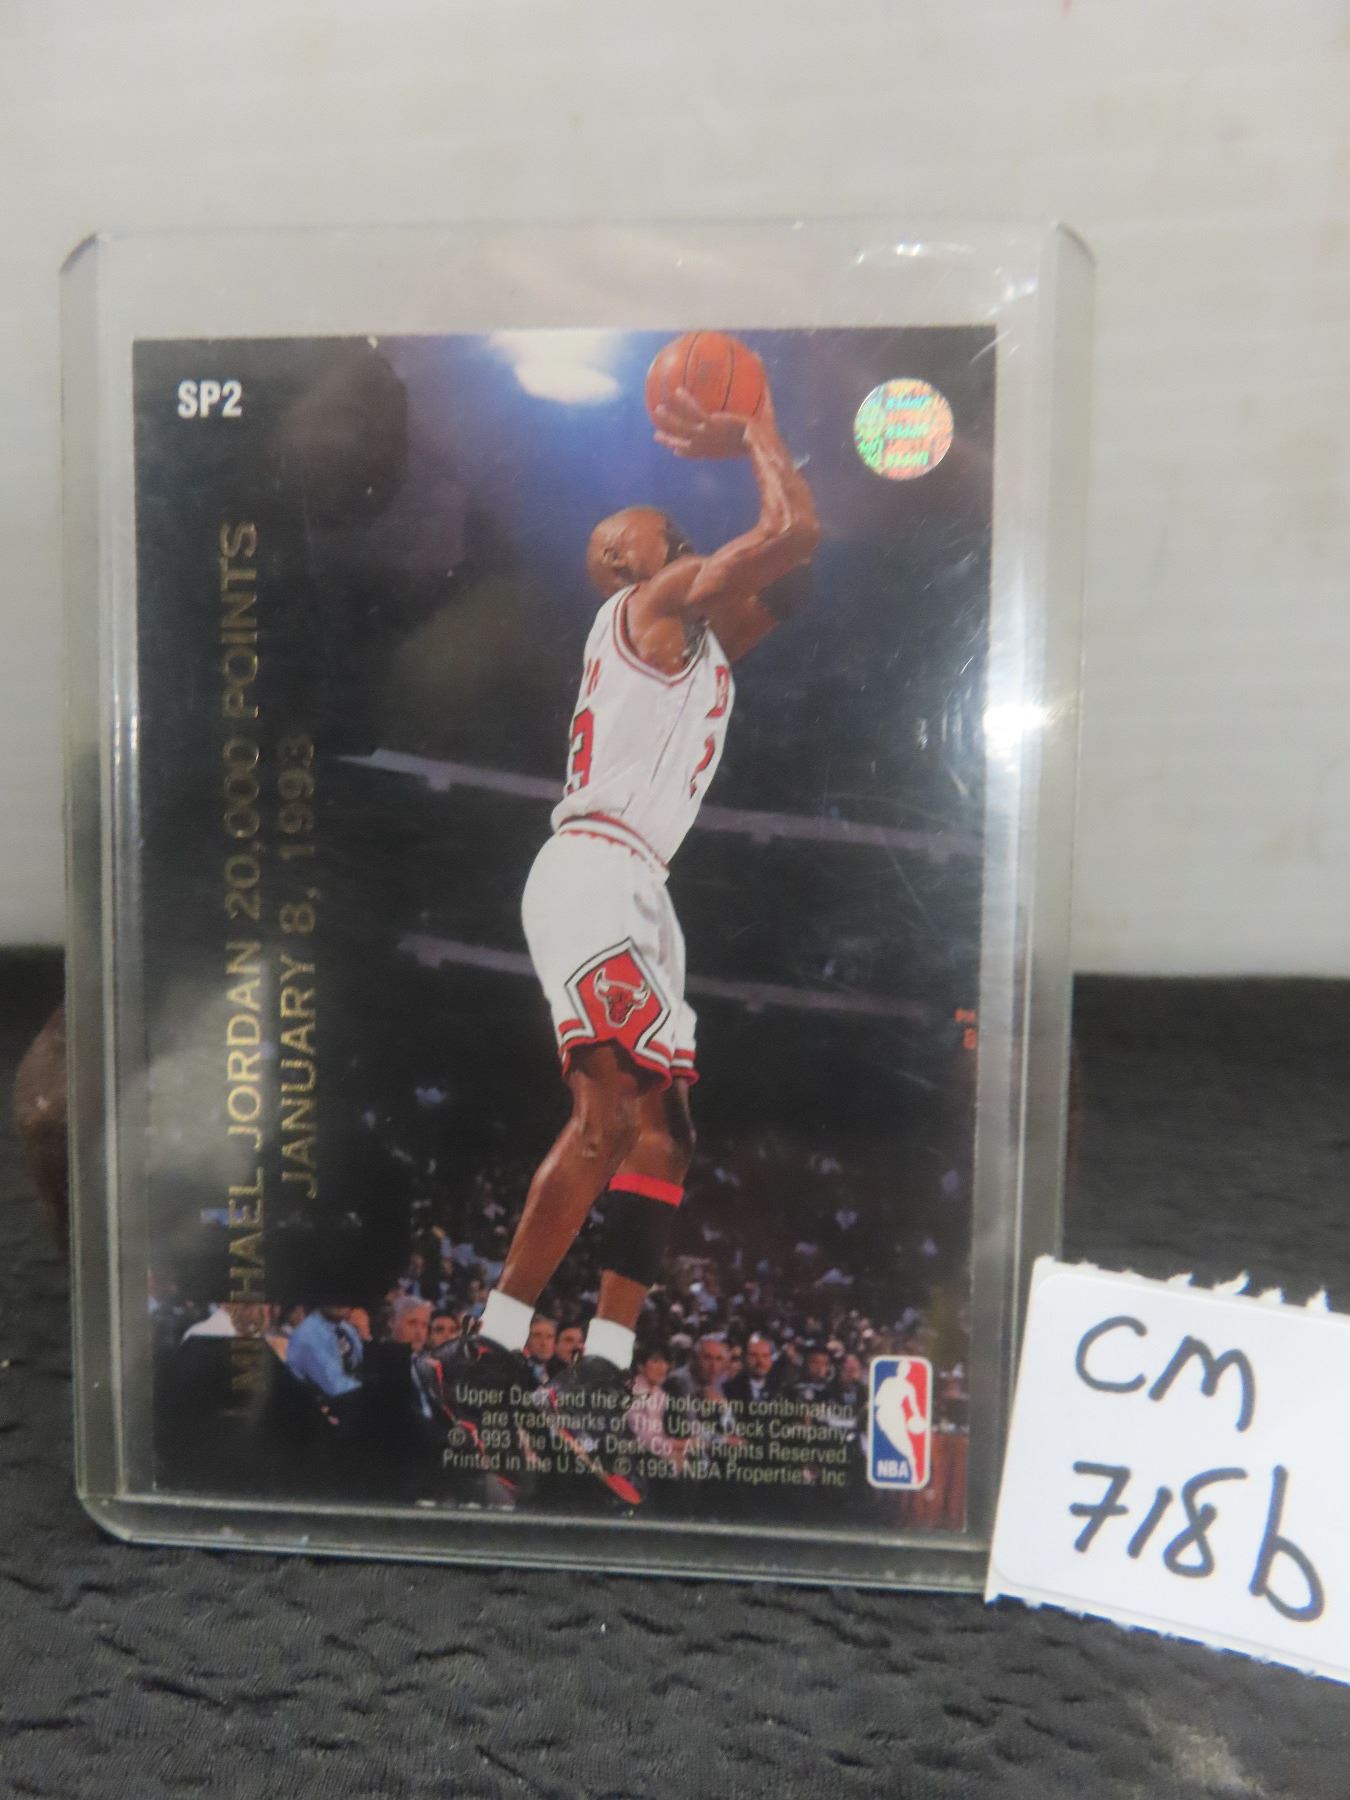 SP2
MICHAEL JORDAN 20,000 POINTS
JANUARY 8, 1993
Upper Deck and the card/hologram combination
are trademarks of The Upper Deck Company.
© 1993 The Upper Deck Co. All Rights Reserved.
Printed in the U.S.A. © 1993 NBA Properties, Inc
NBA
CM
718b